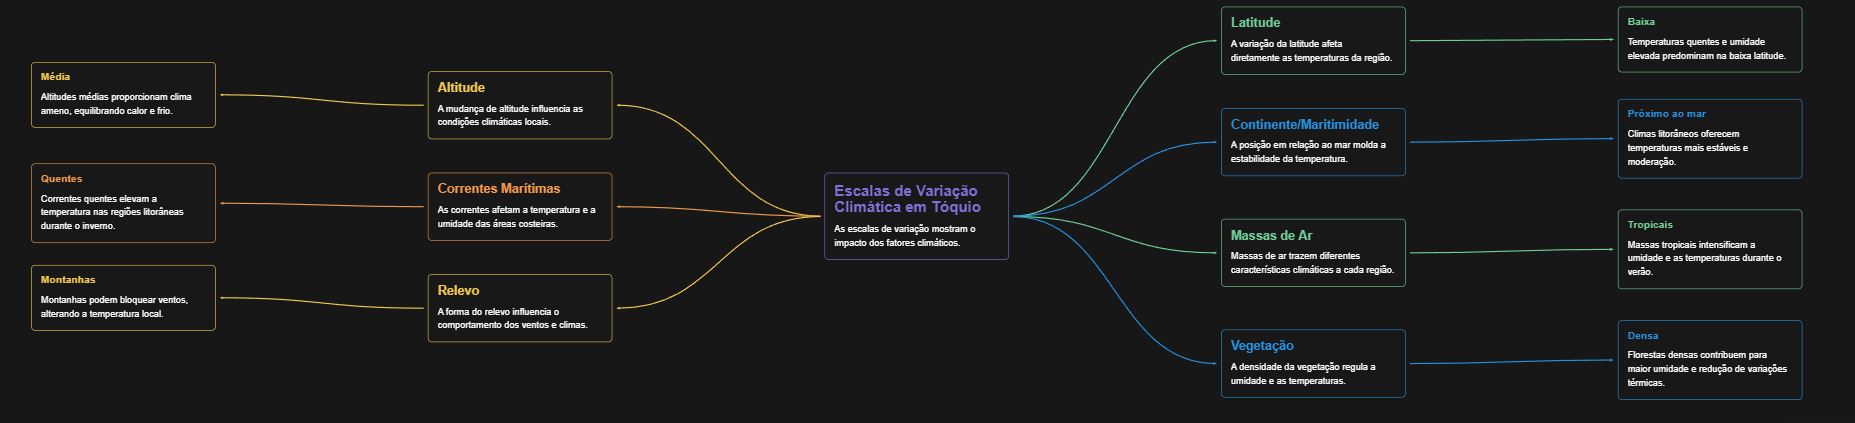 Escalas de Variação
Climática em Tóquio
As escalas de variação mostram o
impacto dos fatores climáticos.
Latitude
A variação da latitude afeta
diretamente as temperaturas da região.
Baixa
Temperaturas quentes e umidade
elevada predominam na baixa latitude.
Continente/Maritimidade
A posição em relação ao mar molda a
estabilidade da temperatura.
Próximo ao mar
Climas litorâneos oferecem
temperaturas mais estáveis e
moderação.
Massas de Ar
Massas de ar trazem diferentes
características climáticas a cada região.
Tropicais
Massas tropicais intensificam a
umidade e as temperaturas durante o
verão.
Vegetação
A densidade da vegetação regula a
umidade e as temperaturas.
Densa
Florestas densas contribuem para
maior umidade e redução de variações
térmicas.
Altitude
A mudança de altitude influencia as
condições climáticas locais.
Média
Altitudes médias proporcionam clima
ameno, equilibrando calor e frio.
Correntes Marítimas
As correntes afetam a temperatura e a
umidade das áreas costeiras.
Quentes
Correntes quentes elevam a
temperatura nas regiões litorâneas
durante o inverno.
Relevo
A forma do relevo influencia o
comportamento dos ventos e climas.
Montanhas
Montanhas podem bloquear ventos,
alterando a temperatura local.